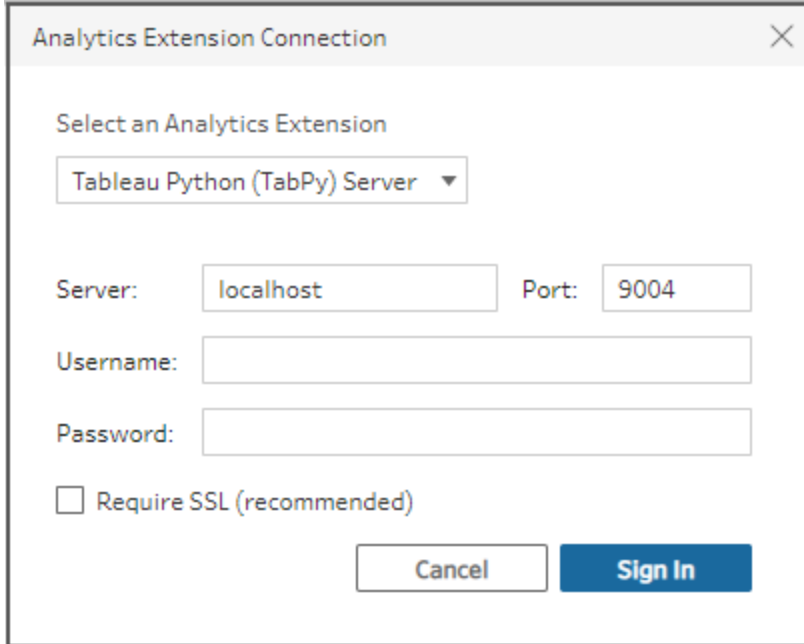 Analytics Extension Connection
Select an Analytics Extension
Tableau Python (TabPy) Server
Server: localhost Port: 9004
Username:
Password:
Require SSL (recommended)
Cancel Sign In